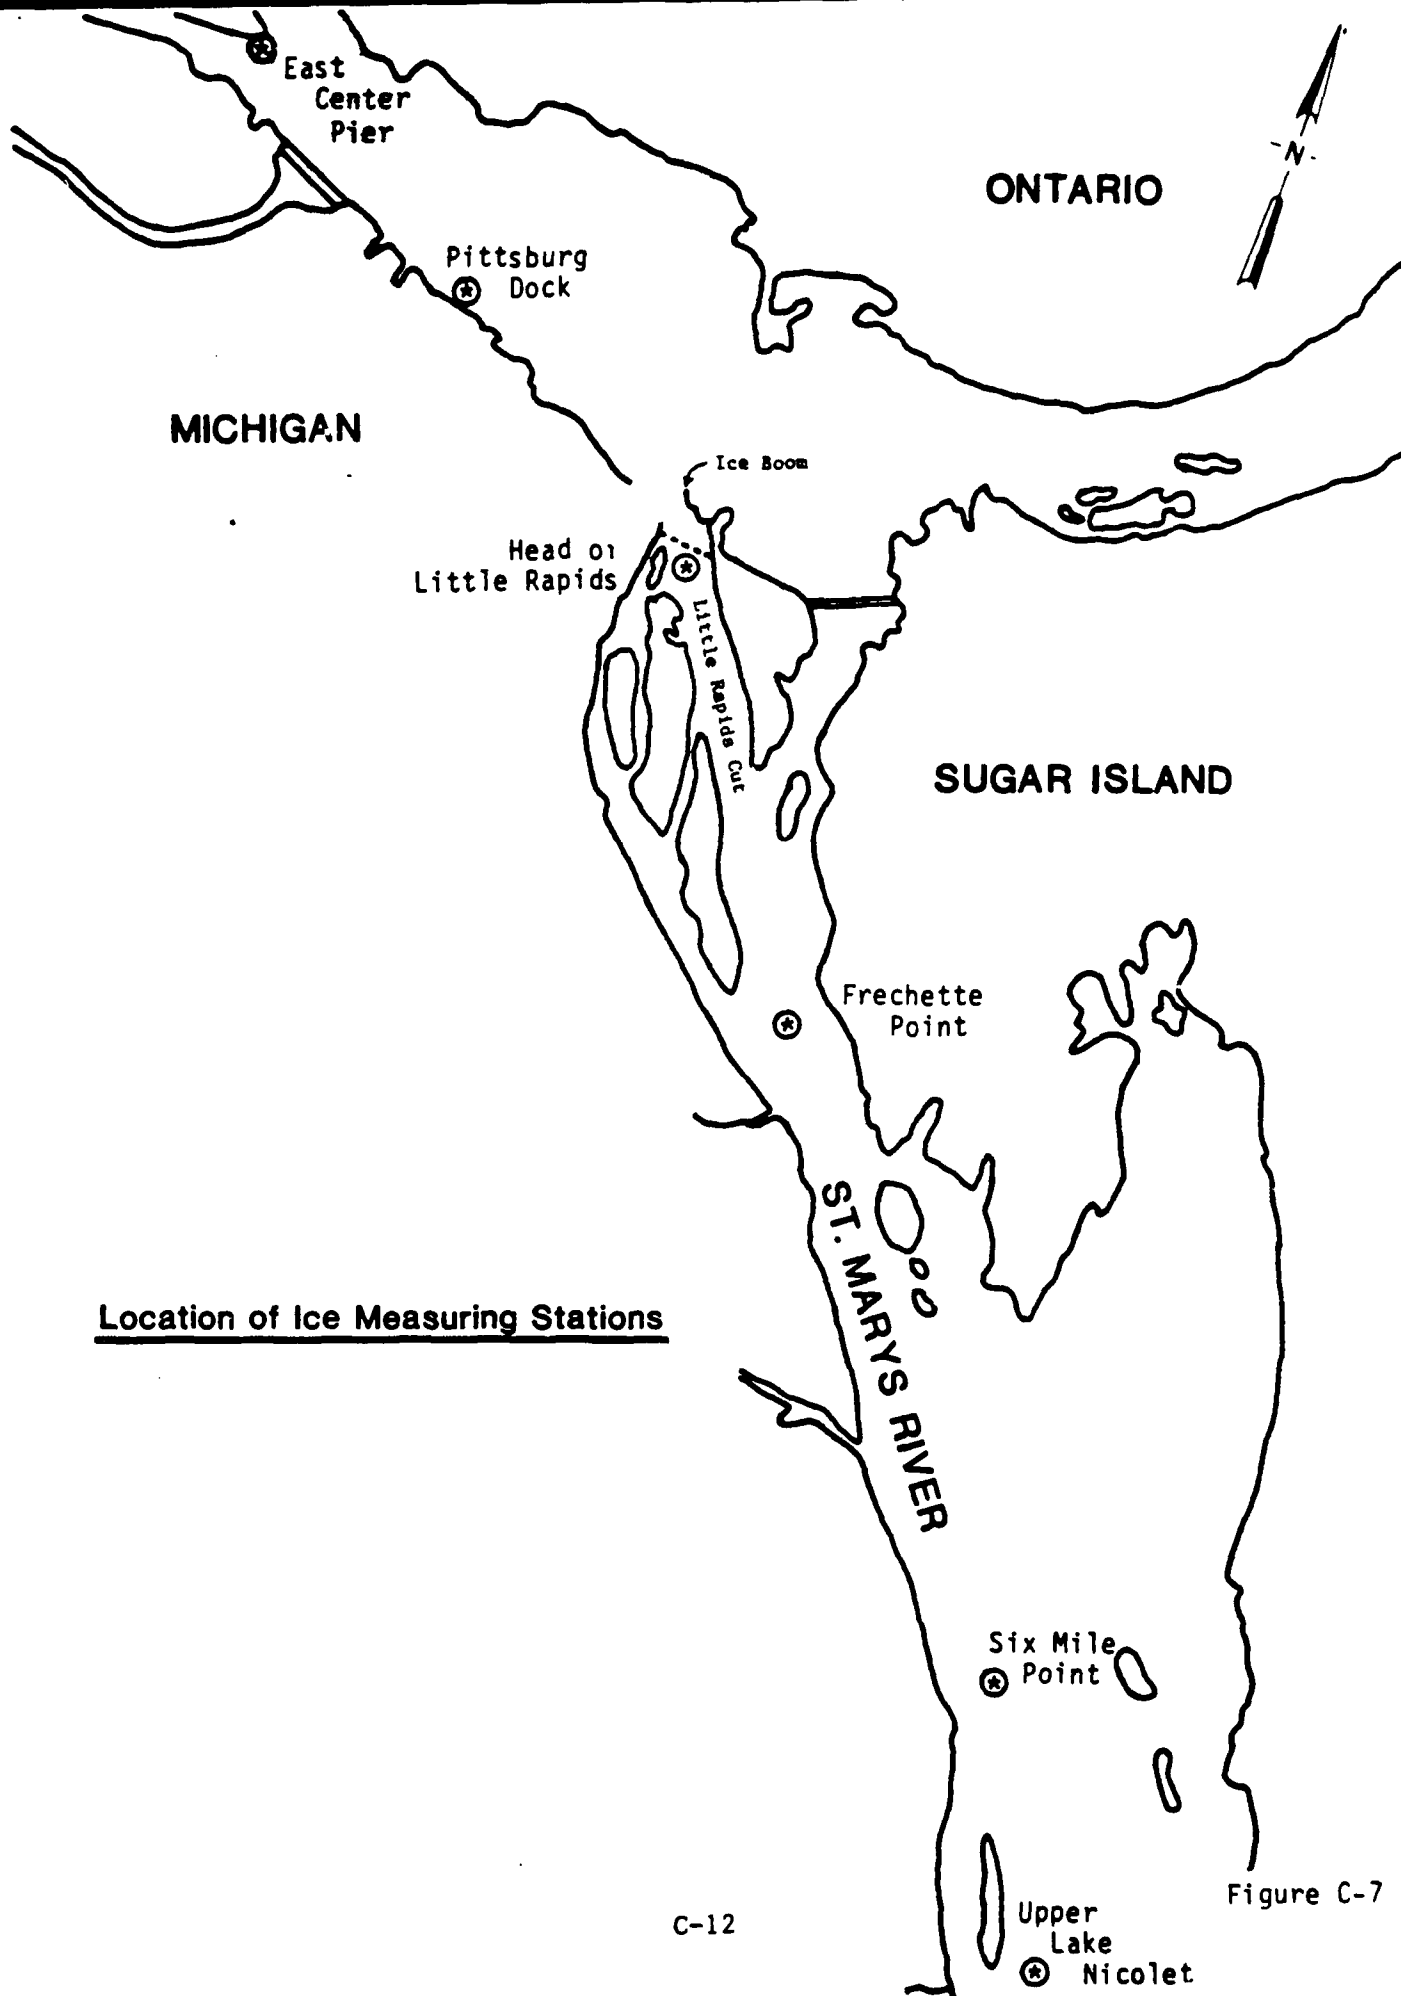 East
Center
Pier
-N-
ONTARIO
Pittsburg
Dock
MICHIGAN
Ice Boom
Head of
Little Rapids
Little Rapids Cut
SUGAR ISLAND
Frechette
Point
ST. MARYS RIVER
Location of Ice Measuring Stations
Six Mile
Point
Figure C-7
C-12
Upper
Lake
Nicolet